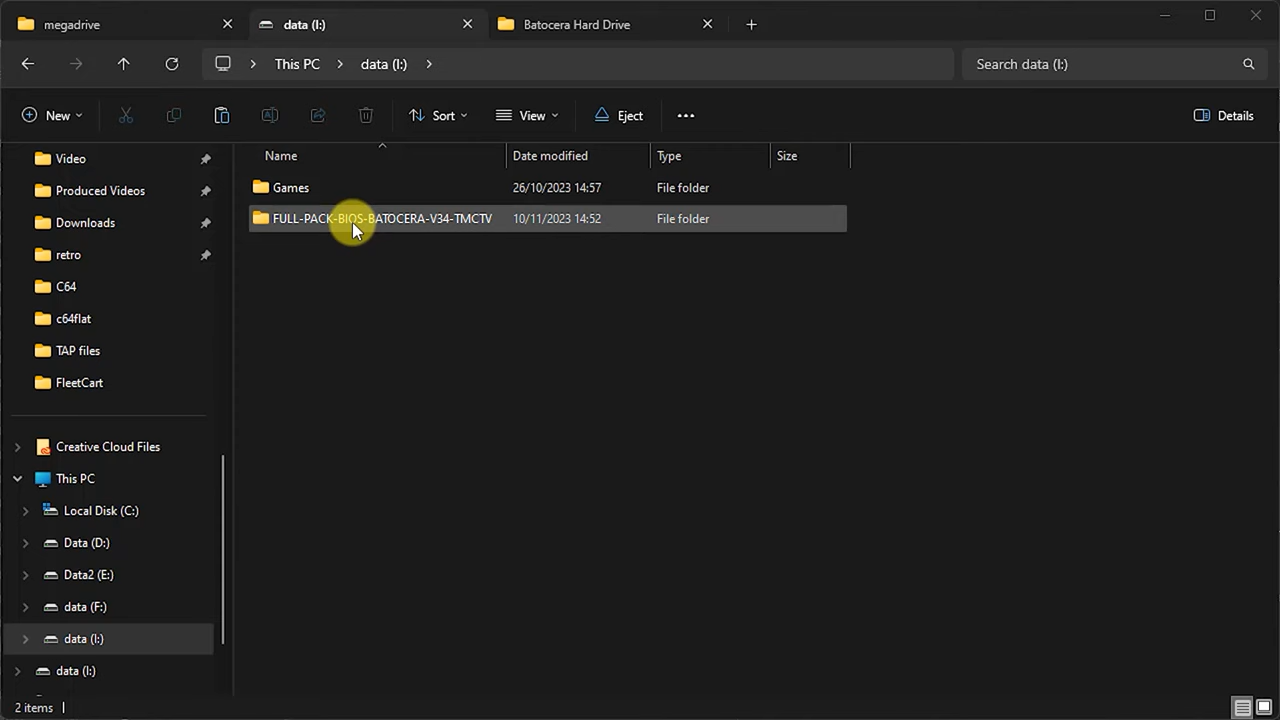 megadrive
data (I:)
Batocera Hard Drive
This PC
data (I:)
Search data (I:)
New
Sort
View
Eject
Details
Name
Date modified
Type
Size
Games
26/10/2023 14:57
File folder
FULL-PACK-BIOS-BATOCERA-V34-TMCTV
10/11/2023 14:52
File folder
Video
Produced Videos
Downloads
retro
C64
c64flat
TAP files
FleetCart
Creative Cloud Files
This PC
Local Disk (C:)
Data (D:)
Data2 (E:)
data (F:)
data (I:)
data (I:)
2 items